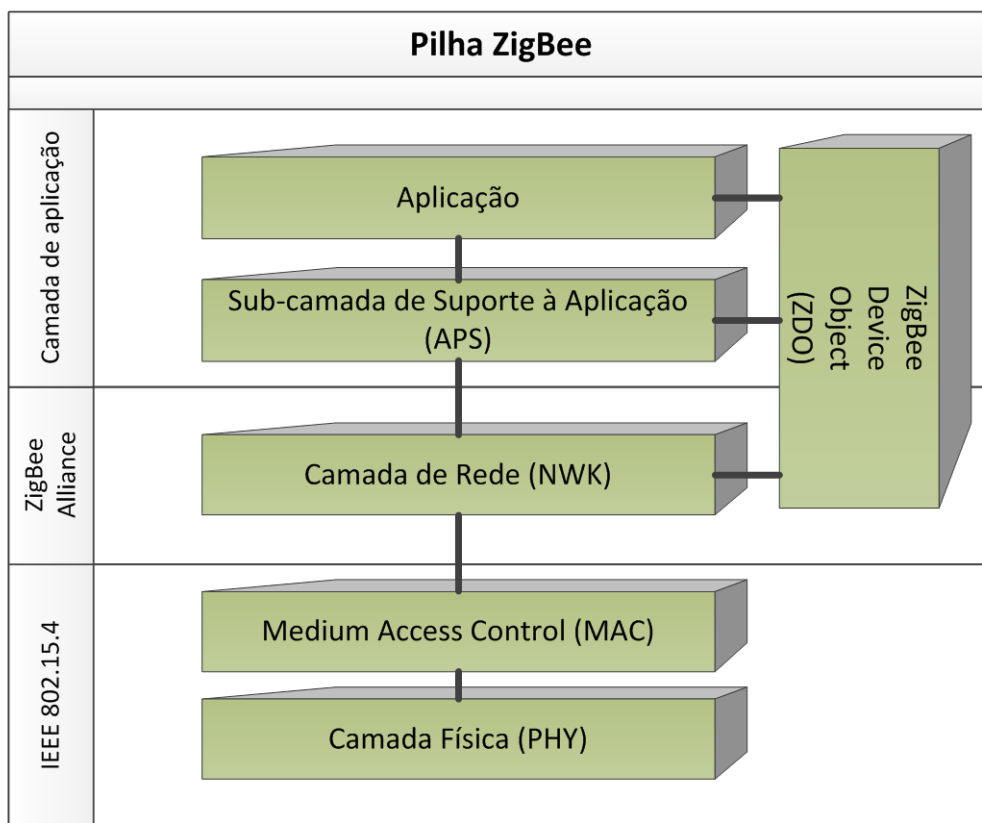 Pilha ZigBee
Camada de aplicação
Aplicação
Sub-camada de Suporte à Aplicação
(APS)
ZigBee
Device
Object
(ZDO)
ZigBee
Alliance
Camada de Rede (NWK)
IEEE 802.15.4
Medium Access Control (MAC)
Camada Física (PHY)